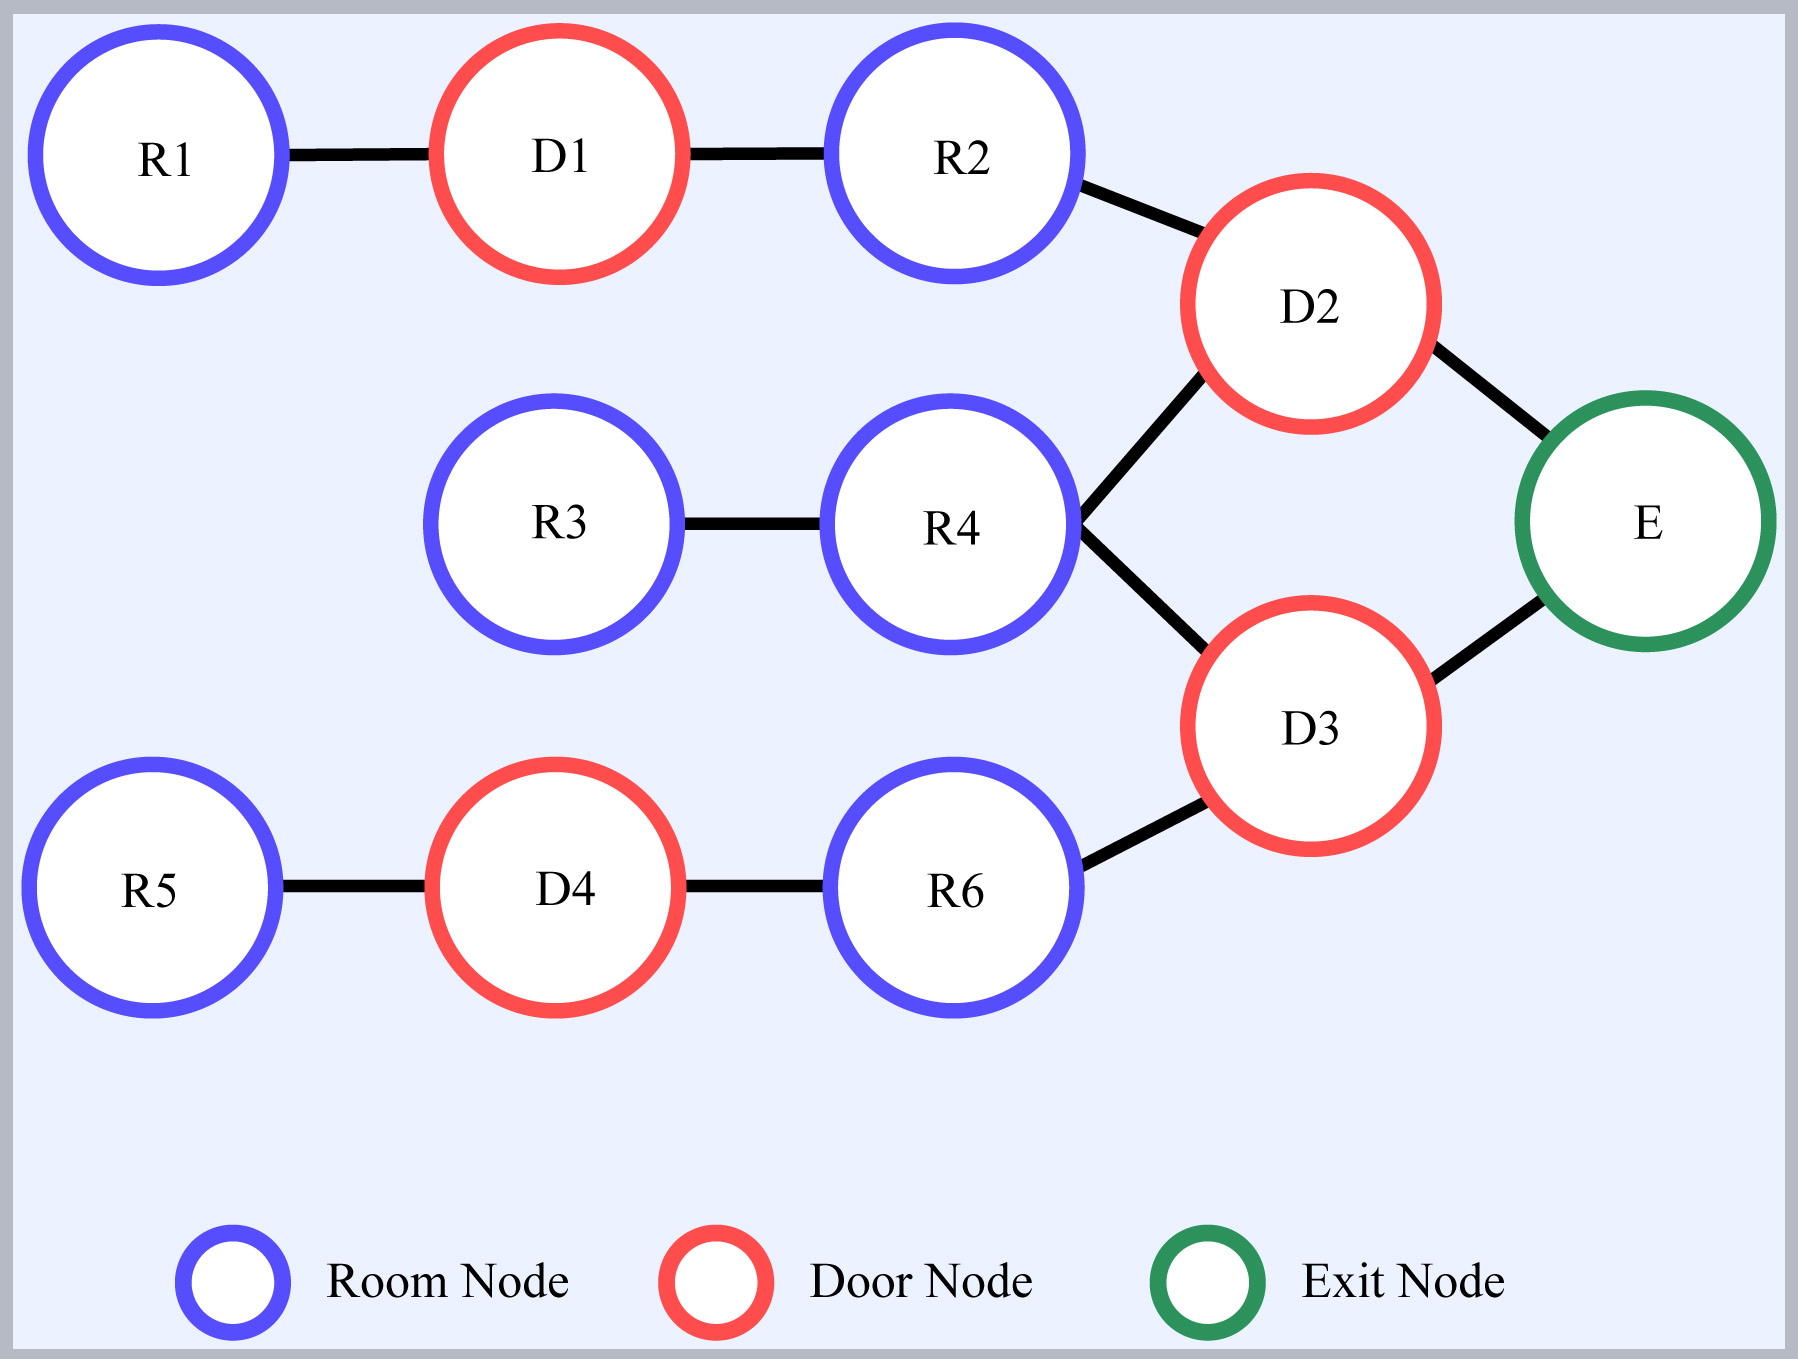 R1
D1
R2
D2
R3
R4
E
D3
R5
D4
R6
Room Node
Door Node
Exit Node